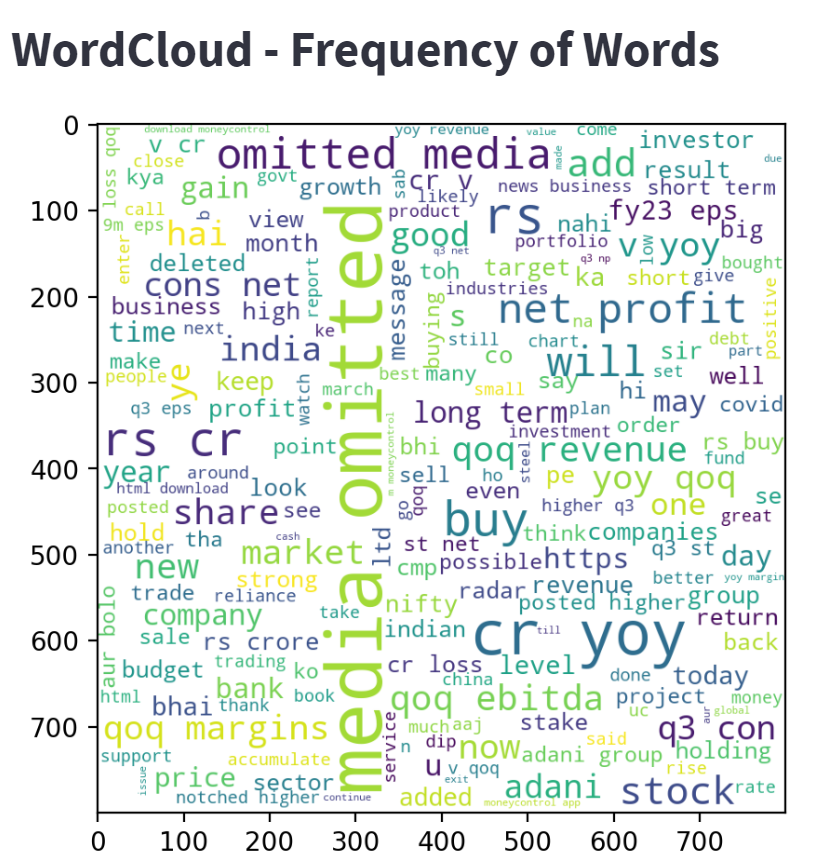 WordCloud - Frequency of Words
0
100
200
300
400
500
600
700
download moneycontrol
yoy revenue
value
come
v cr
omitted media
made
investor
loss qoq
close
add
result
due
kya
gain
govt
growth
sab
cr v
likely
news business
short term
call
b
view
product
rs
fy23 eps
9m eps
hai
month
good
nahi
big
enter
q3 net
portfolio
q3 np
v yoy
low
bought
deleted
report
message
toh
target
ka
short
give
positive
cons net
industries
business
high
buying
s
net profit
time
next
ke
na
still
chart
debt
india
co
will
sir
part
make
people
ye
keep
watch
best
many
say
set
well
march
small
hi
q3 eps
profit
long term
plan
may
covid
m moneycontrol
investment
order
rs cr
point
bhi
qoq revenue
steel
rs buy
fund
year
around
sell
ho
pe
yoy qoq
se
html download
look
go
qoq
even
posted
share
see
buy
higher q3
one
great
hold
cash
ltd
think
companies
another
tha
market
st net
q3 st
day
new
cmp
possible
https
strong
better
yoy margin
trade
reliance
radar
revenue
group
aur bolo
company
take
nifty
posted higher
return
sale
rs crore
indian
cr yoy
till
back
media omitted
budget
trading
ko
cr loss
level
china
done
today
html
bank
book
qoq ebitda
project
money
bhai
thank
uc
aur
global
qoq margins
service
much
aaj
stake
q3 con
support
n
dip
now
said
accumulate
adani group
holding
issue
price
sector
u
v qoq
exit
rise
notched higher
continue
added
adani
stock
rate
moneycontrol app
0
100
200
300
400
500
600
700